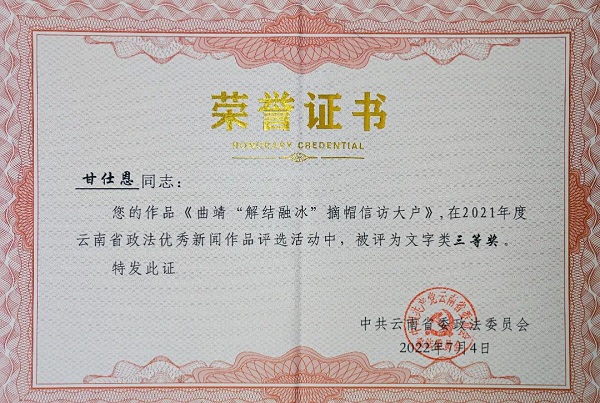 荣誉证书
HONORARY CREDENTIAL
甘仕恩同志：
您的作品《曲靖“解结融冰”摘帽信访大户》,在2021年度
云南省政法优秀新闻作品评选活动中，被评为文字类三等奖。
特发此证
中共云南省委政法委员会
2022年7月4日